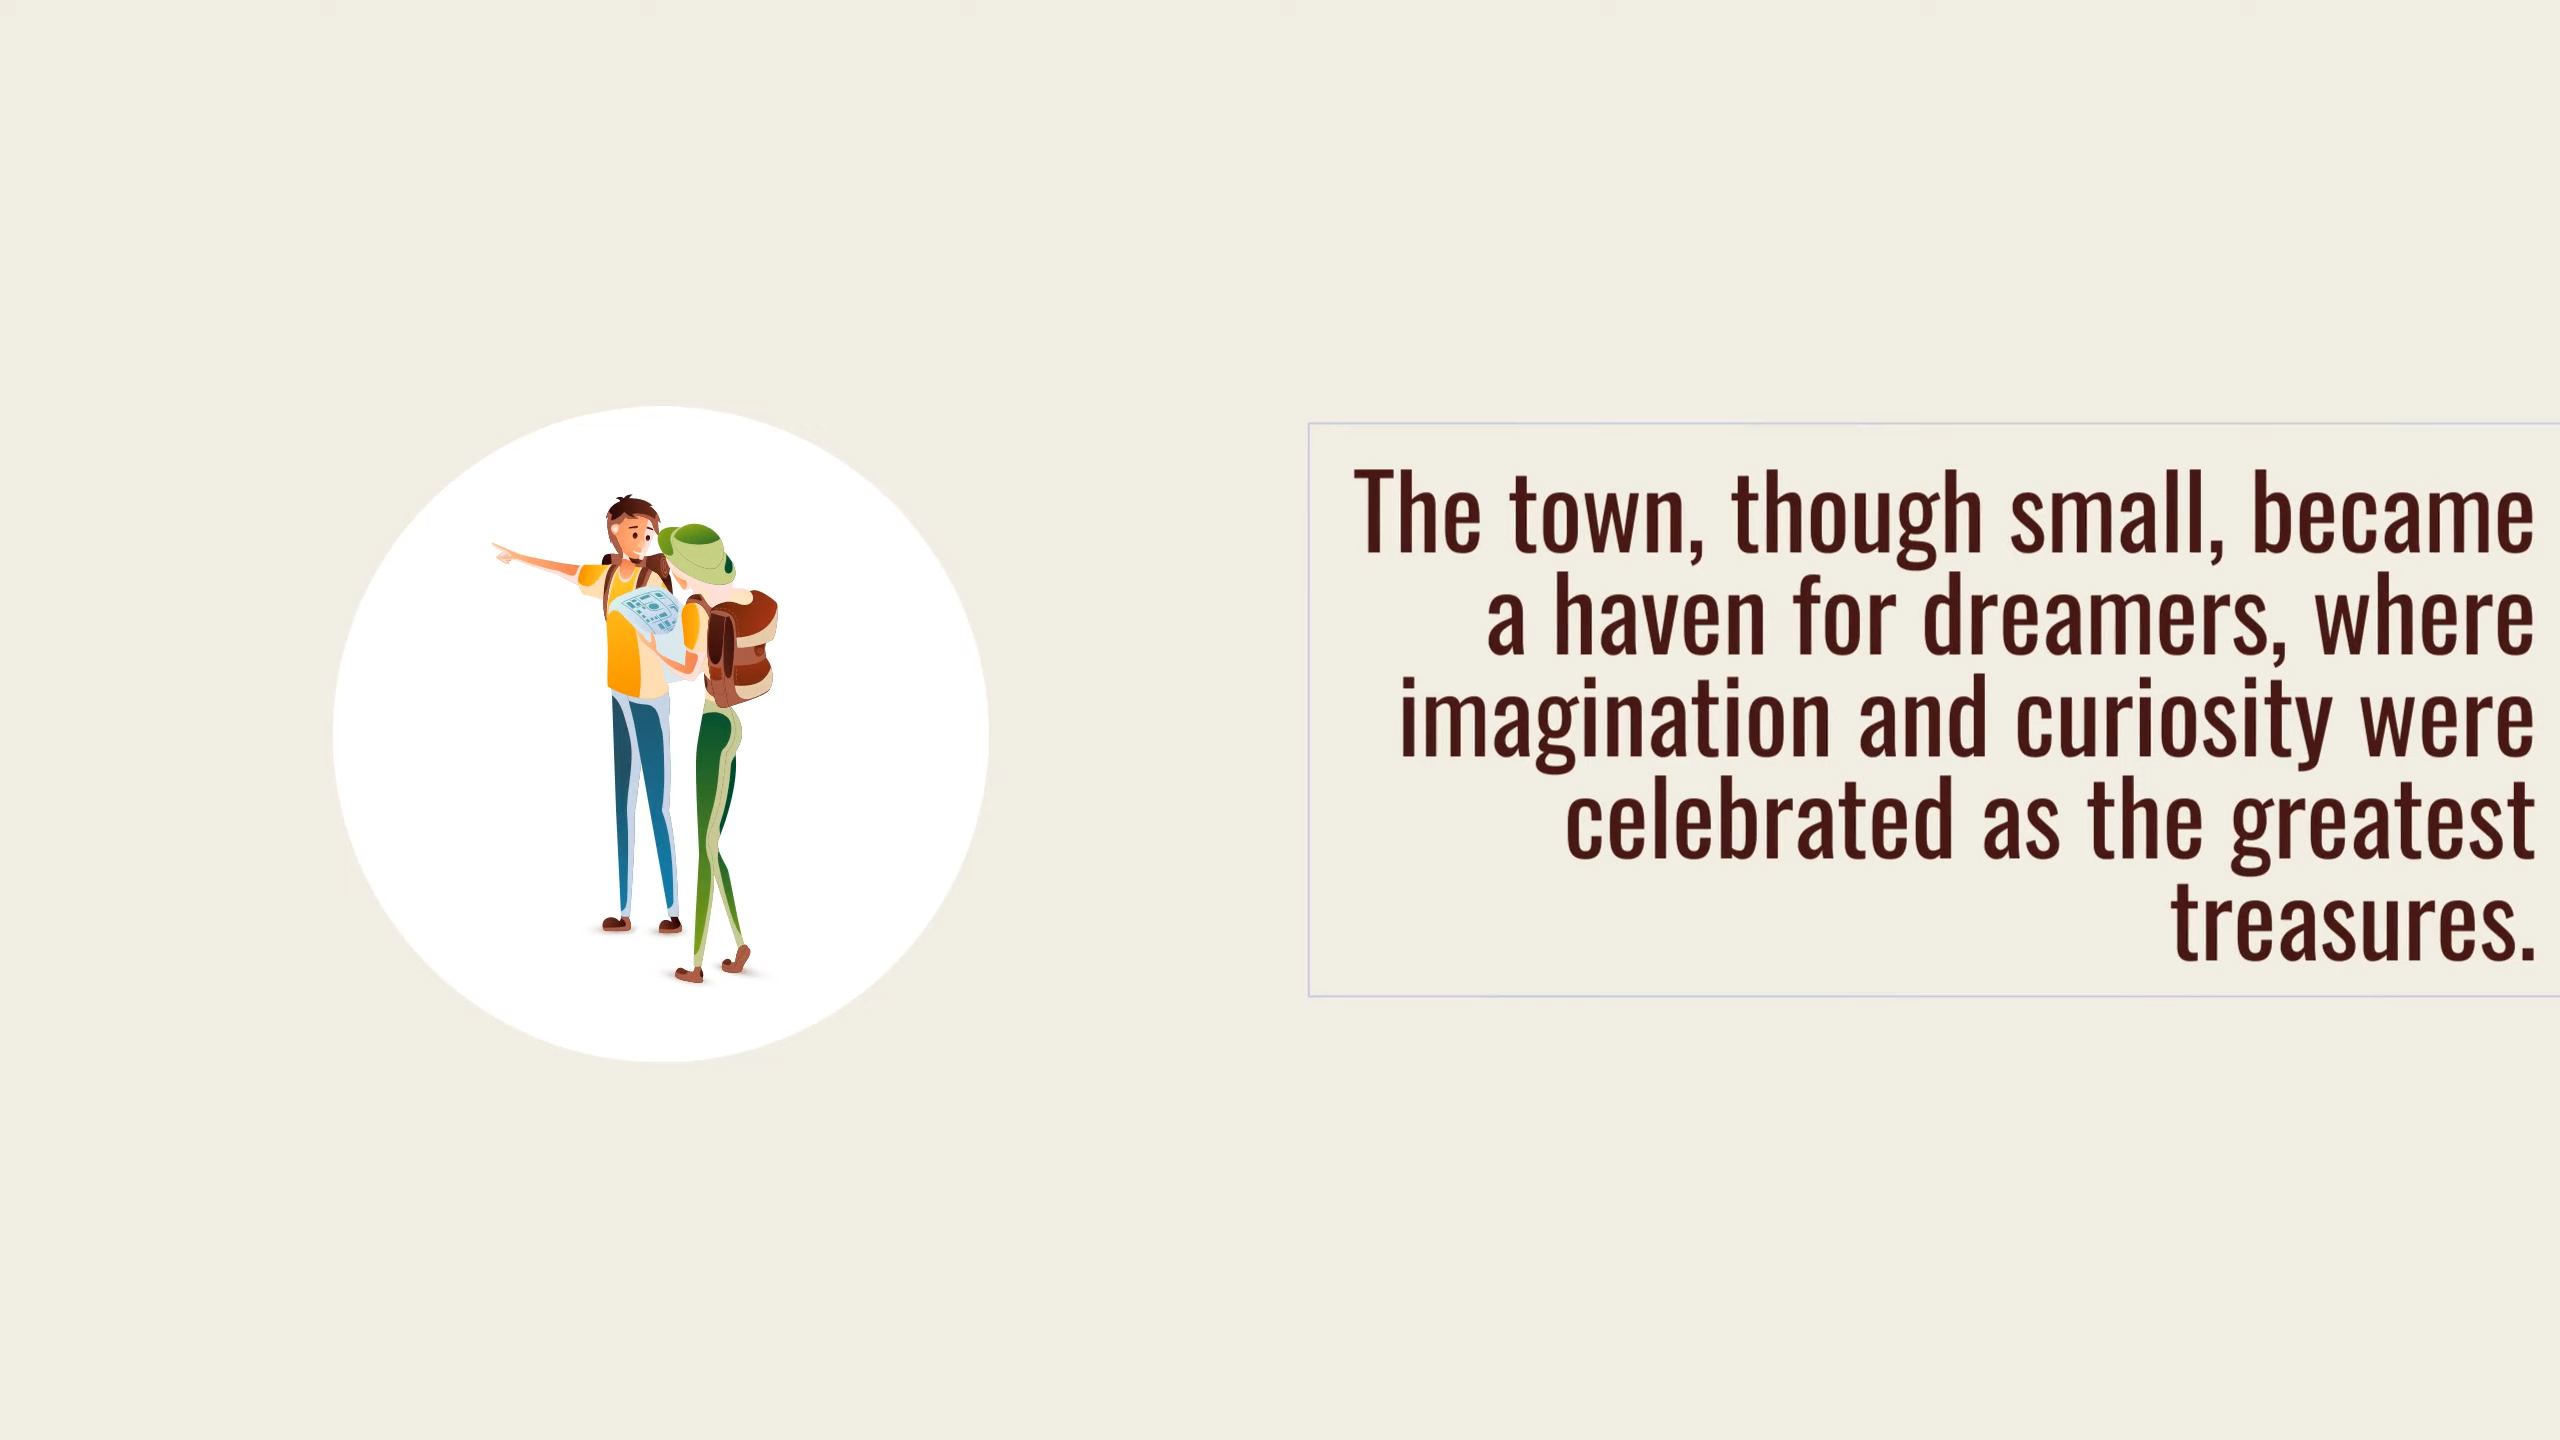 The town, though small, became
a haven for dreamers, where
imagination and curiosity were
celebrated as the greatest
treasures.